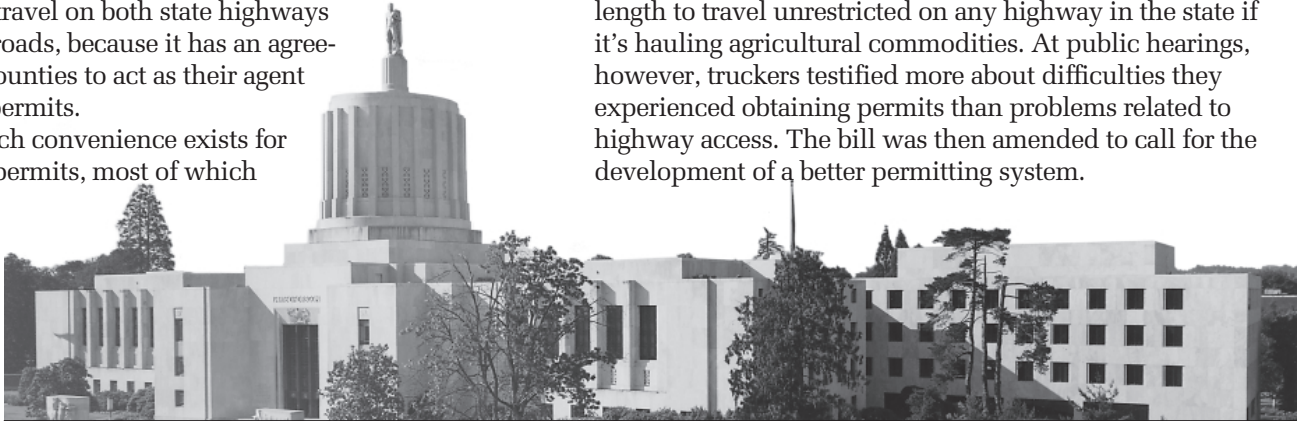 travel on both state highways
roads, because it has an agree-
ounties to act as their agent
permits.
ch convenience exists for
permits, most of which
length to travel unrestricted on any highway in the state if
it's hauling agricultural commodities. At public hearings,
however, truckers testified more about difficulties they
experienced obtaining permits than problems related to
highway access. The bill was then amended to call for the
development of a better permitting system.